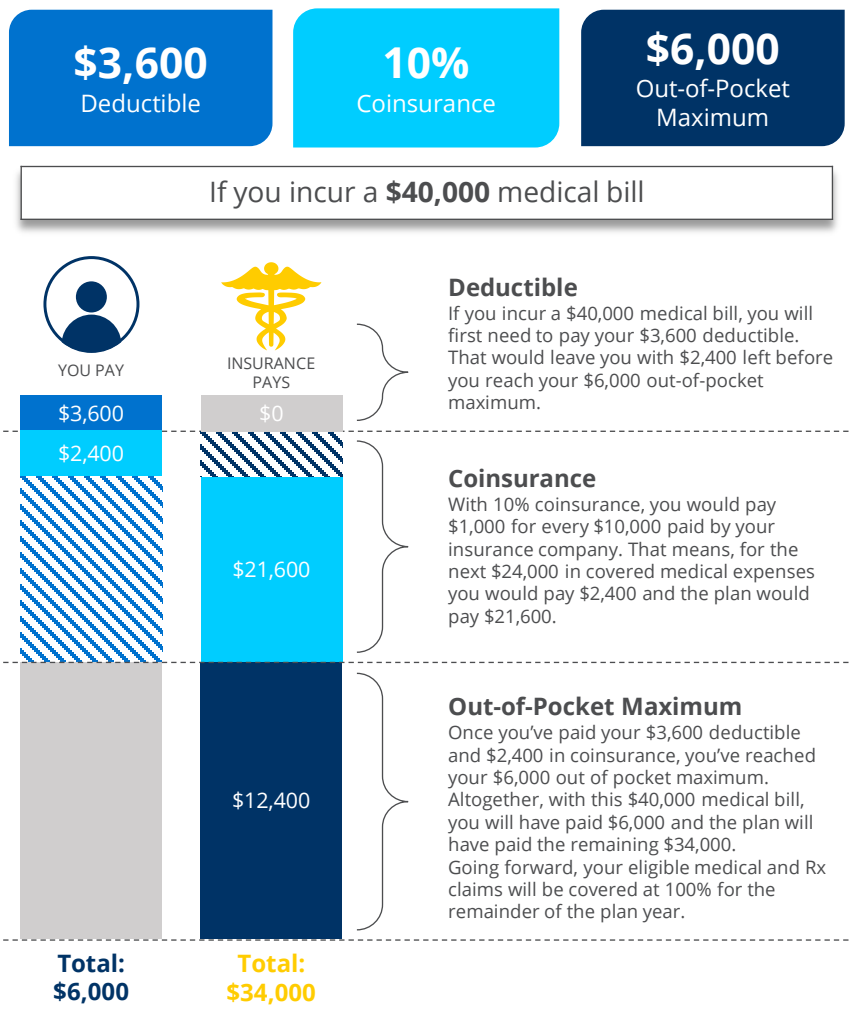 $3,600
Deductible
10%
Coinsurance
$6,000
Out-of-Pocket
Maximum
If you incur a $40,000 medical bill
YOU PAY
INSURANCE
PAYS
$3,600
$0
$2,400
$21,600
$12,400
Deductible
If you incur a $40,000 medical bill, you will
first need to pay your $3,600 deductible.
That would leave you with $2,400 left before
you reach your $6,000 out-of-pocket
maximum.
Coinsurance
With 10% coinsurance, you would pay
$1,000 for every $10,000 paid by your
insurance company. That means, for the
next $24,000 in covered medical expenses
you would pay $2,400 and the plan would
pay $21,600.
Out-of-Pocket Maximum
Once you’ve paid your $3,600 deductible
and $2,400 in coinsurance, you’ve reached
your $6,000 out of pocket maximum.
Altogether, with this $40,000 medical bill,
you will have paid $6,000 and the plan will
have paid the remaining $34,000.
Going forward, your eligible medical and Rx
claims will be covered at 100% for the
remainder of the plan year.
Total:
$6,000
Total:
$34,000